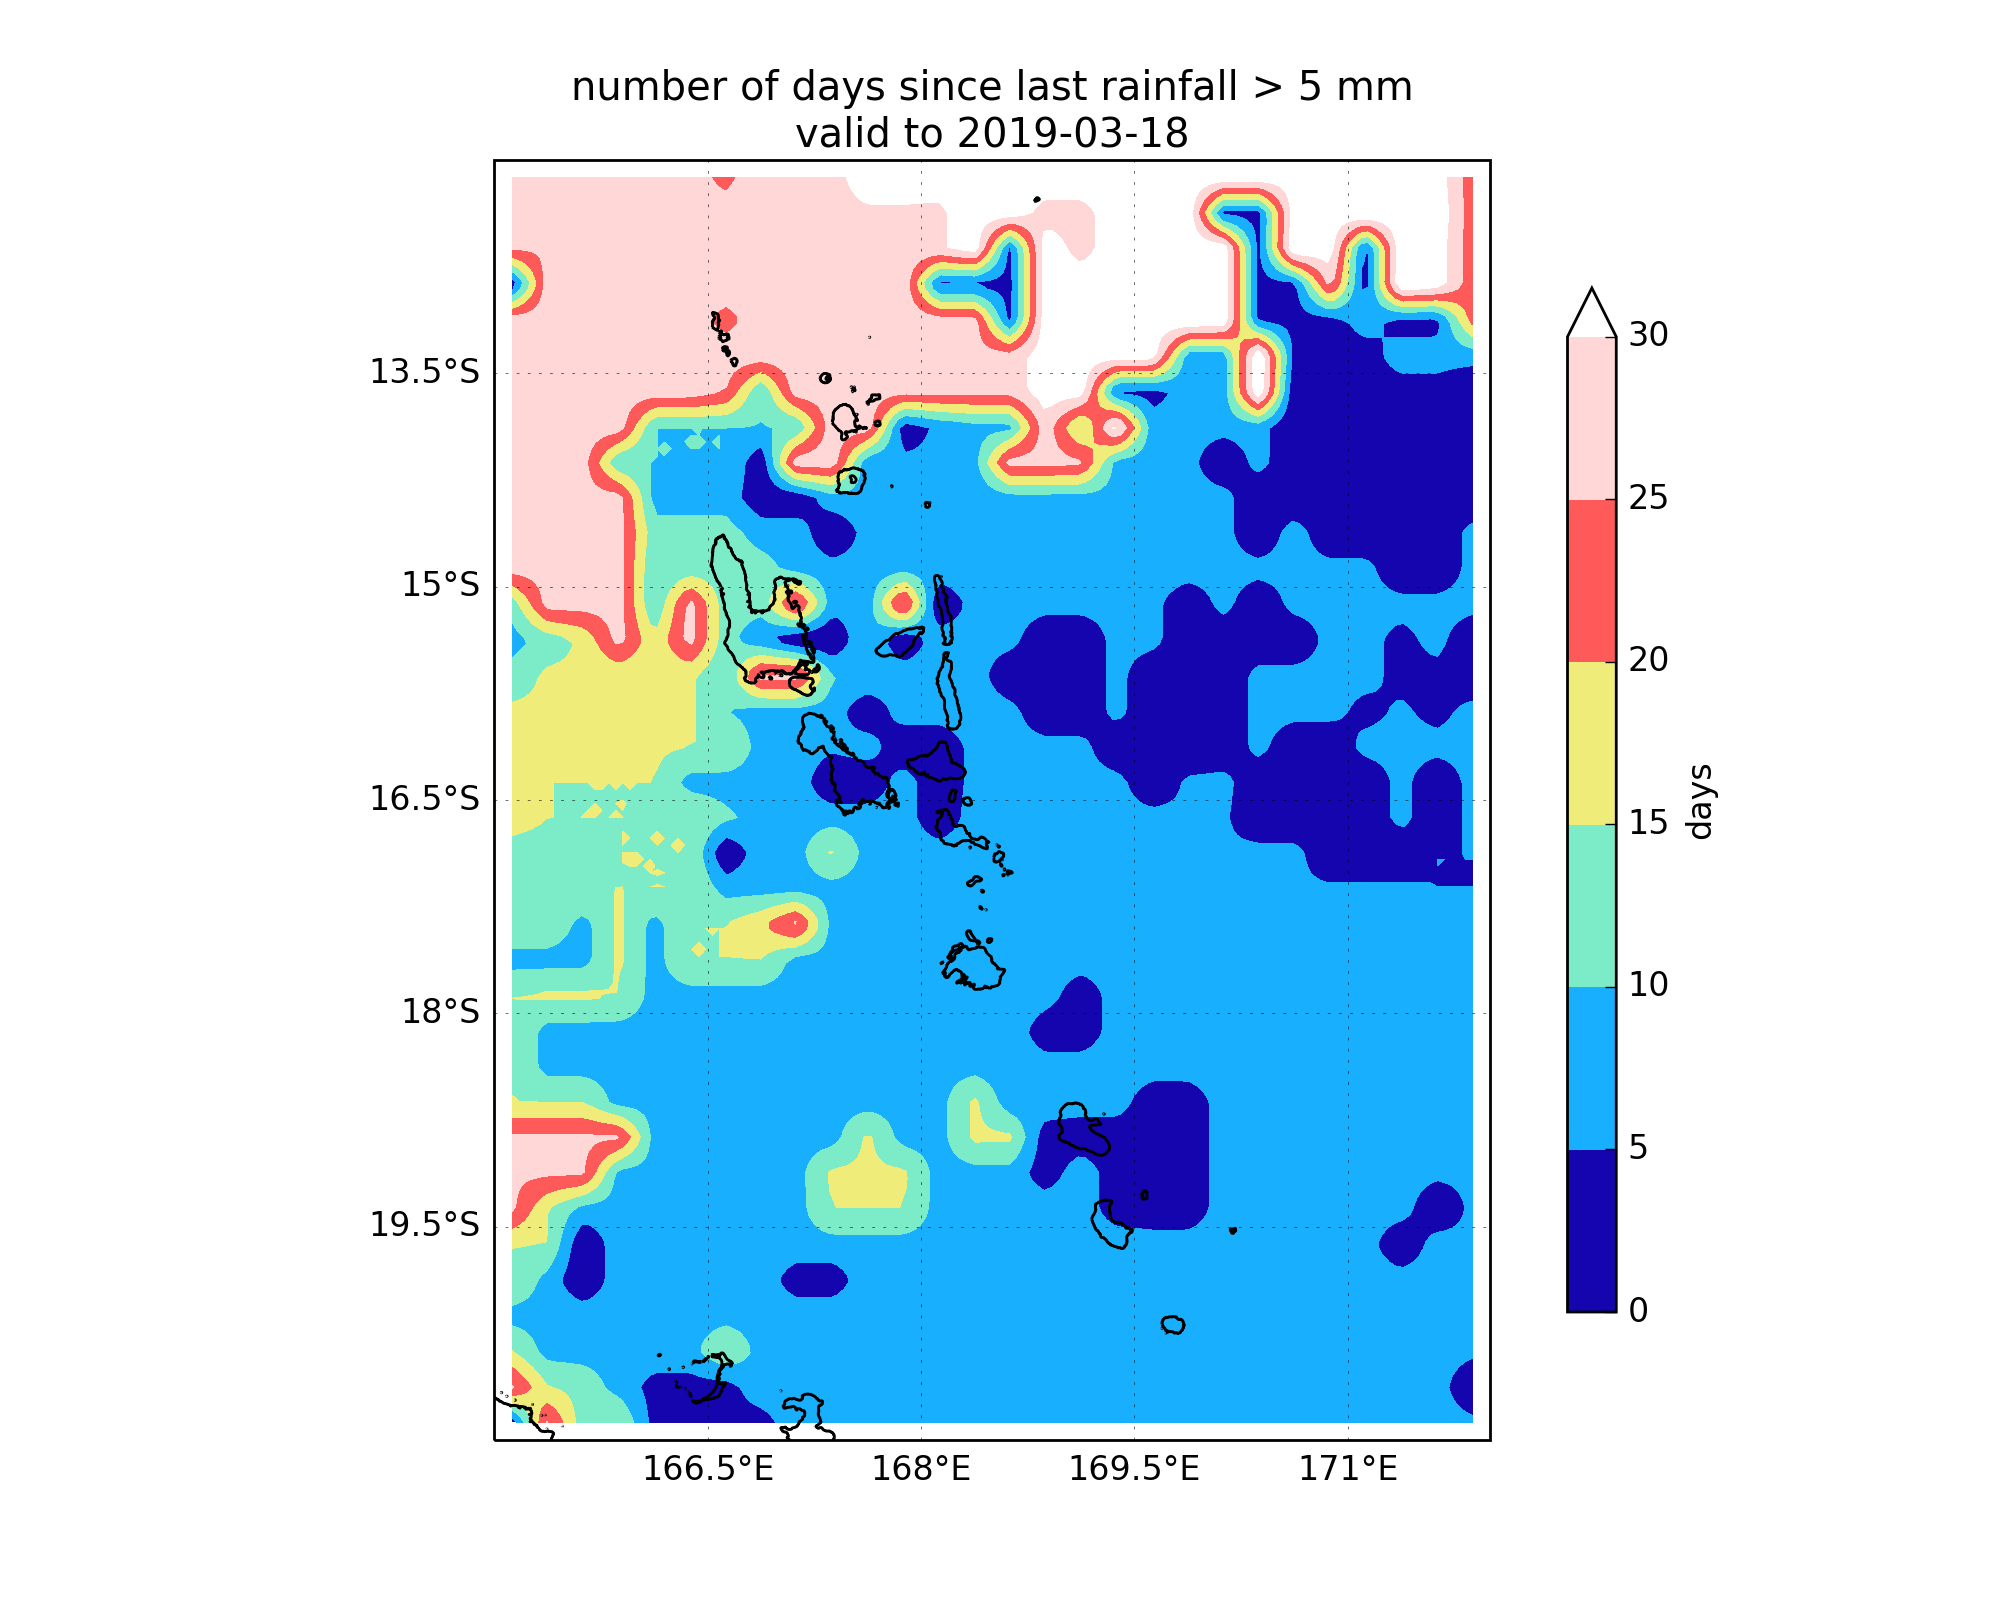 number of days since last rainfall > 5 mm
valid to 2019-03-18
13.5°S
15°S
16.5°S
18°S
19.5°S
166.5°E
168°E
169.5°E
171°E
30
25
20
15
10
5
0
days